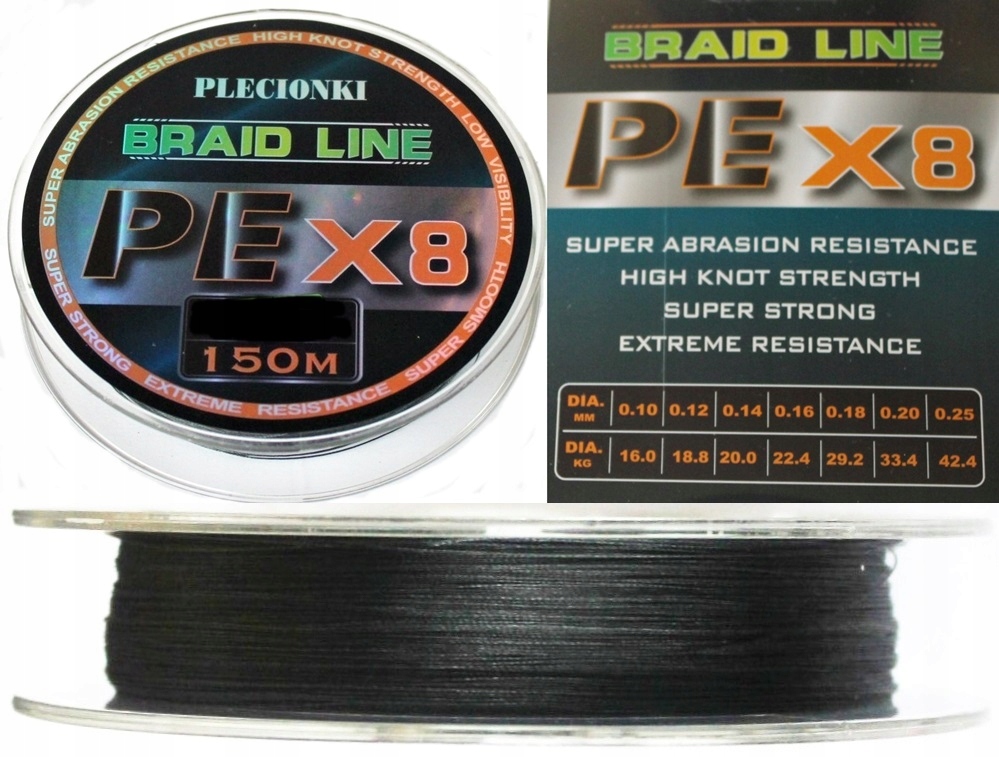 SUPER ABRASION RESISTANCE HIGH KNOT STRENGTH LOW VISIBILITY
SUPER STRONG EXTREME RESISTANCE SUPER SMOOTH
PLECIONKI
BRAID LINE
PE X8
150M
BRAID LINE
PE X8
SUPER ABRASION RESISTANCE
HIGH KNOT STRENGTH
SUPER STRONG
EXTREME RESISTANCE
DIA. MM 0.10 0.12 0.14 0.16 0.18 0.20 0.25
DIA. KG 16.0 18.8 20.0 22.4 29.2 33.4 42.4